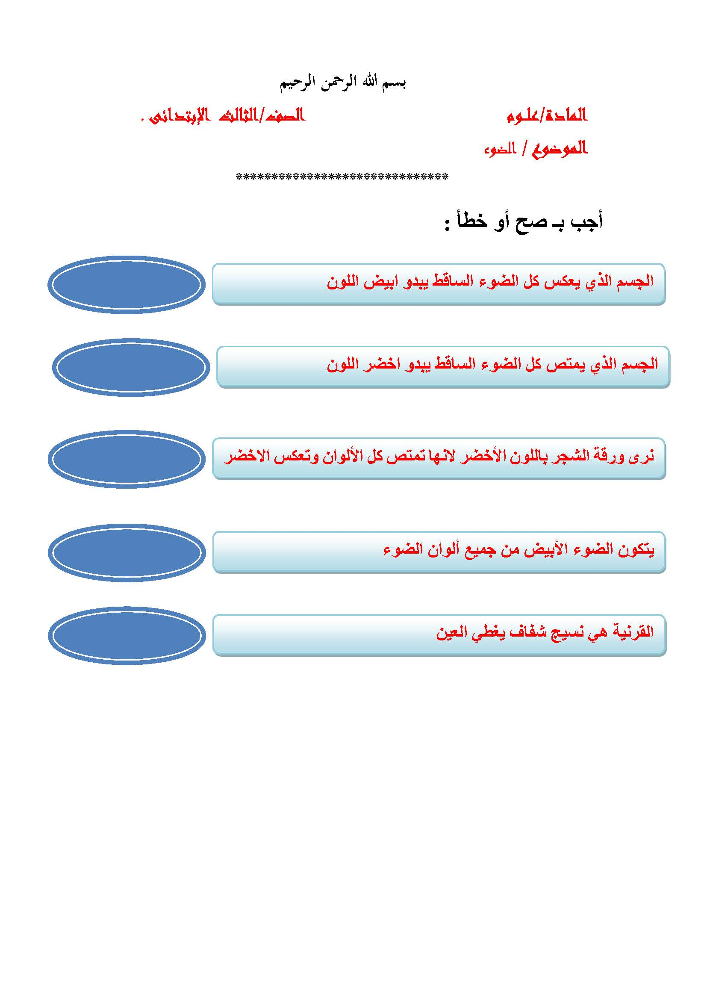 بسم الله الرحمن الرحيم
المادة/علوم الصف/الثالث الإبتدائى .
الموضوع / الضوء
******************************
أجب بـ صح أو خطأ :
الجسم الذي يعكس كل الضوء الساقط يبدو ابيض اللون
الجسم الذي يمتص كل الضوء الساقط يبدو اخضر اللون
نرى ورقة الشجر باللون الأخضر لانها تمتص كل الألوان وتعكس الاخضر
يتكون الضوء الأبيض من جميع ألوان الضوء
القرنية هي نسيج شفاف يغطي العين